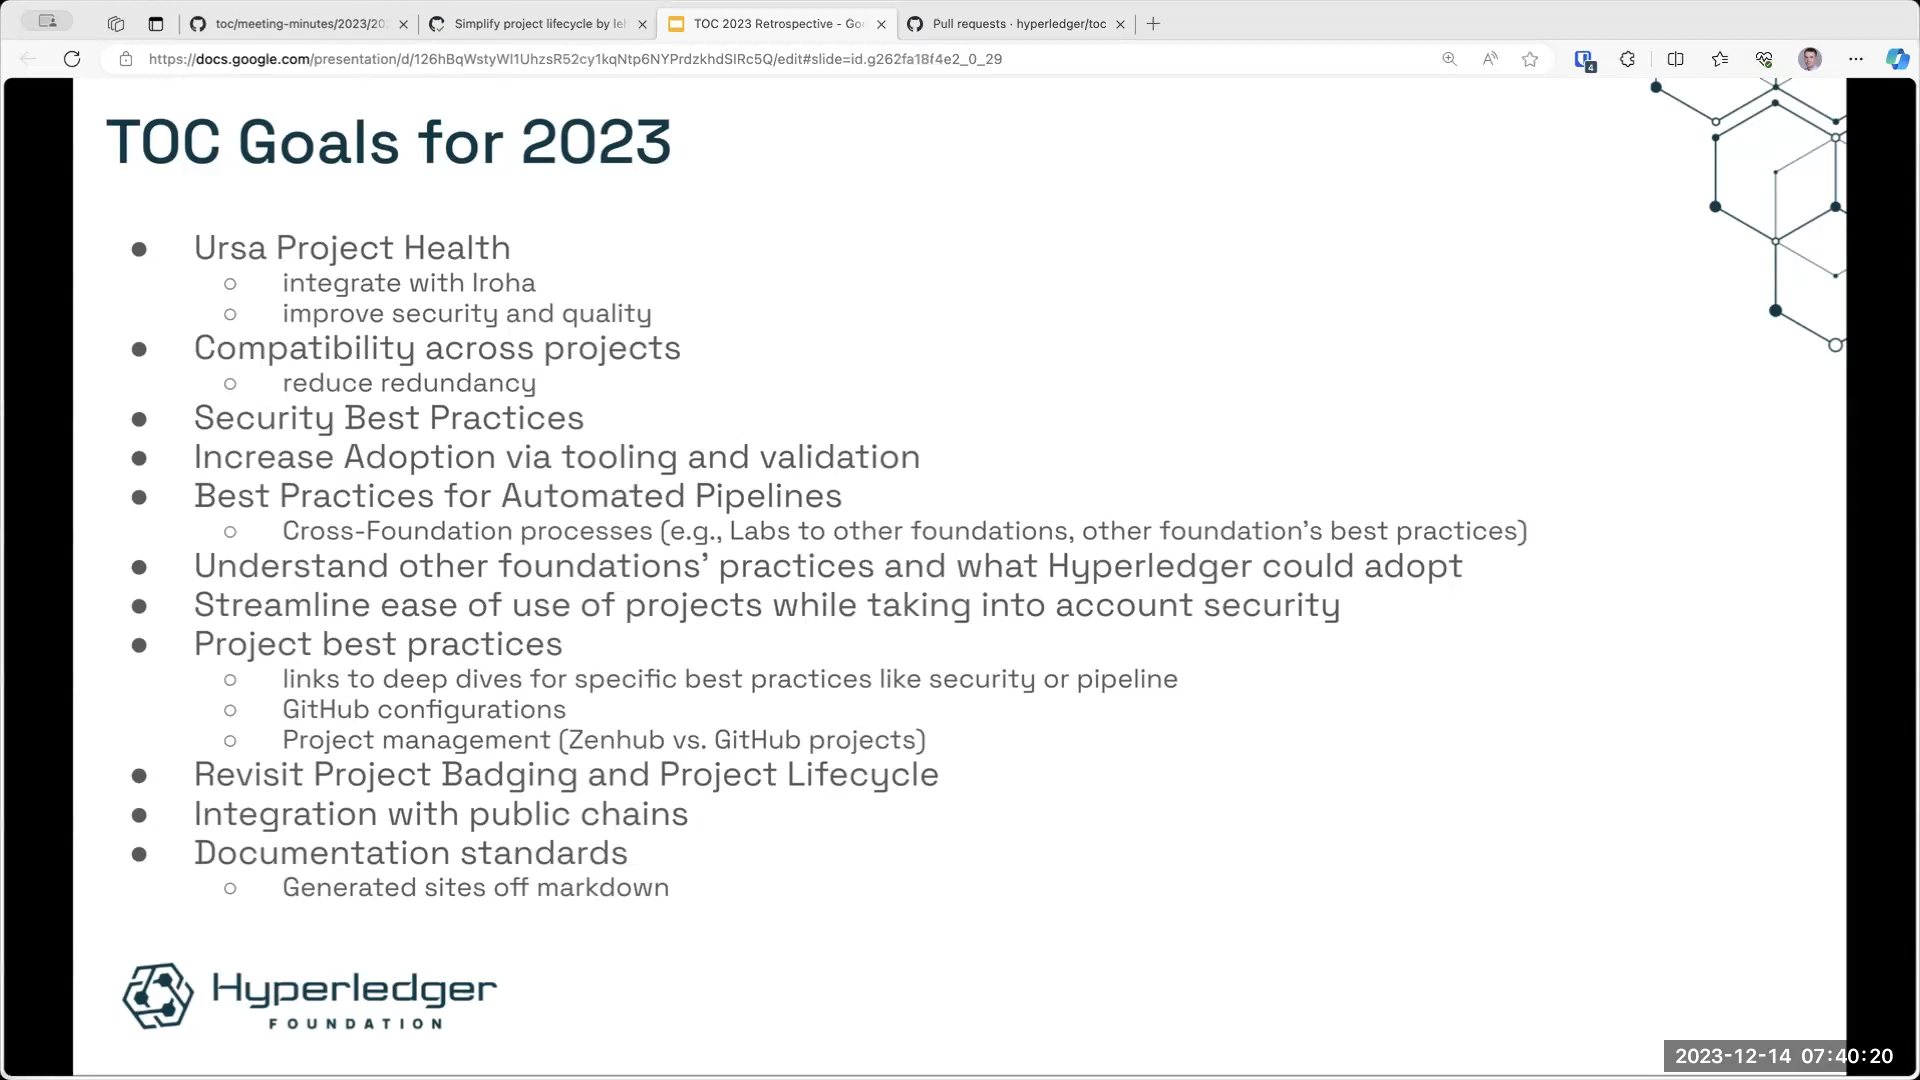 toc/meeting-minutes/2023/20
Simplify project lifecycle by le
TOC 2023 Retrospective - Goo
Pull requests · hyperledger/toc
https://docs.google.com/presentation/d/126hBqWstyWl1UhzsR52cy1kqNtp6NYPrdzkhdSlRc5Q/edit#slide=id.g262fa18f4e2_0_29
4
TOC Goals for 2023
● Ursa Project Health
○ integrate with Iroha
○ improve security and quality
● Compatibility across projects
○ reduce redundancy
● Security Best Practices
● Increase Adoption via tooling and validation
● Best Practices for Automated Pipelines
○ Cross-Foundation processes (e.g., Labs to other foundations, other foundation’s best practices)
● Understand other foundations’ practices and what Hyperledger could adopt
● Streamline ease of use of projects while taking into account security
● Project best practices
○ links to deep dives for specific best practices like security or pipeline
○ GitHub configurations
○ Project management (Zenhub vs. GitHub projects)
● Revisit Project Badging and Project Lifecycle
● Integration with public chains
● Documentation standards
○ Generated sites off markdown
Hyperledger
FOUNDATION
2023-12-14 07:40:20